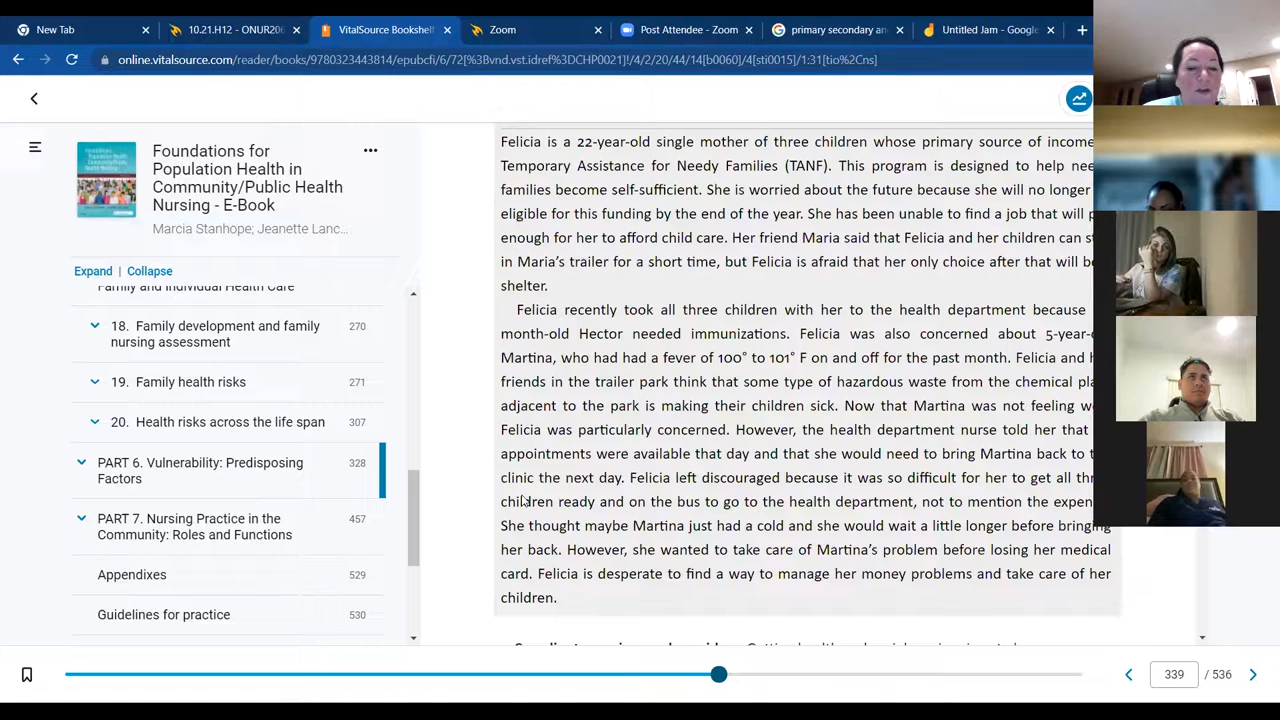 New Tab
10.21.H12 - ONUR206
VitalSource Bookshelf
Zoom
Post Attendee - Zoom
primary secondary an
Untitled Jam - Google
online.vitalsource.com/reader/books/9780323443814/epubcfi/6/72[%3Bvnd.vst.idref%3DCHP0021]!/4/2/20/44/14[b0060]/4[sti0015]/1:31[tio%2Cns]
Foundations for
Population Health in
Community/Public Health
Nursing - E-Book
Marcia Stanhope; Jeanette Lanc...
Expand | Collapse
Family and Individual Health Care
18. Family development and family 270
nursing assessment
19. Family health risks 271
20. Health risks across the life span 307
PART 6. Vulnerability: Predisposing 328
Factors
PART 7. Nursing Practice in the 457
Community: Roles and Functions
Appendixes 529
Guidelines for practice 530
Felicia is a 22-year-old single mother of three children whose primary source of income
Temporary Assistance for Needy Families (TANF). This program is designed to help nee
families become self-sufficient. She is worried about the future because she will no longer
eligible for this funding by the end of the year. She has been unable to find a job that will p
enough for her to afford child care. Her friend Maria said that Felicia and her children can st
in Maria's trailer for a short time, but Felicia is afraid that her only choice after that will b
shelter.
Felicia recently took all three children with her to the health department because
month-old Hector needed immunizations. Felicia was also concerned about 5-year-o
Martina, who had had a fever of 100° to 101° F on and off for the past month. Felicia and h
friends in the trailer park think that some type of hazardous waste from the chemical pla
adjacent to the park is making their children sick. Now that Martina was not feeling we
Felicia was particularly concerned. However, the health department nurse told her that
appointments were available that day and that she would need to bring Martina back to t
clinic the next day. Felicia left discouraged because it was so difficult for her to get all thr
children ready and on the bus to go to the health department, not to mention the expen
She thought maybe Martina just had a cold and she would wait a little longer before bringing
her back. However, she wanted to take care of Martina's problem before losing her medical
card. Felicia is desperate to find a way to manage her money problems and take care of her
children.
339 / 536